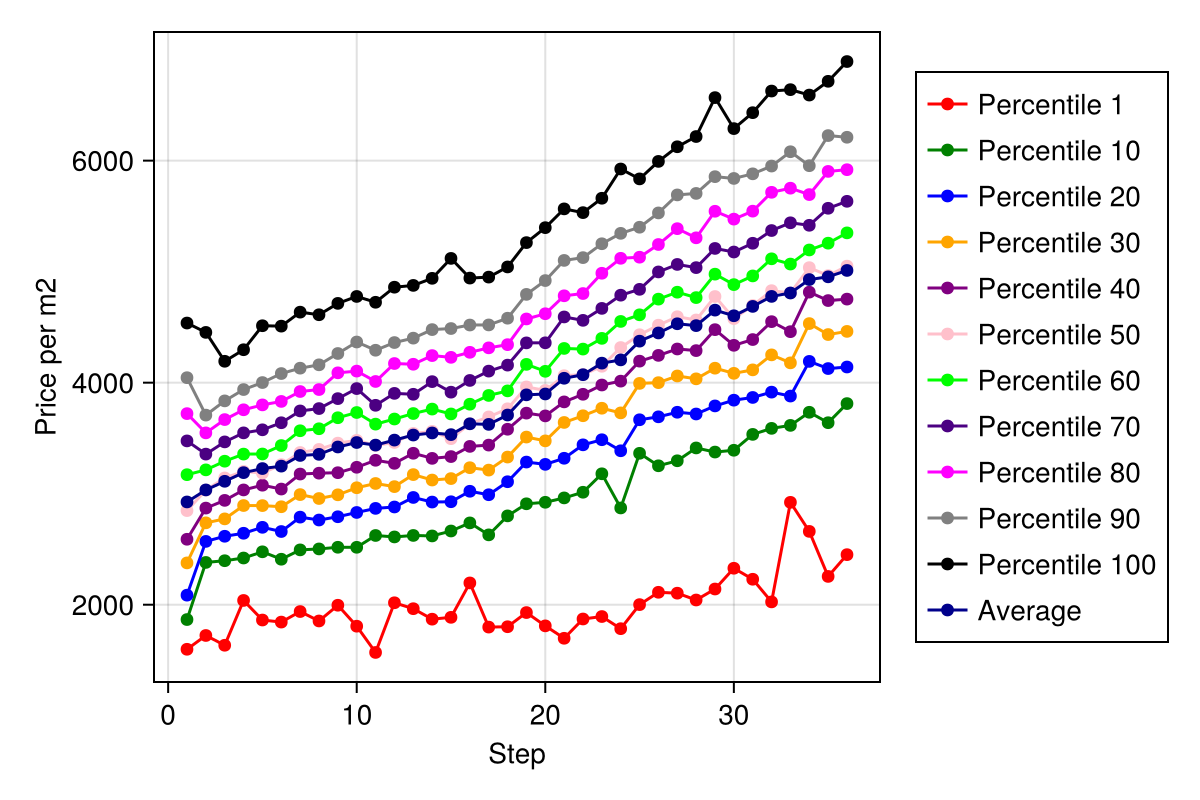 Price per m2
6000
4000
2000
0 10 20 30
Step
Percentile 1
Percentile 10
Percentile 20
Percentile 30
Percentile 40
Percentile 50
Percentile 60
Percentile 70
Percentile 80
Percentile 90
Percentile 100
Average